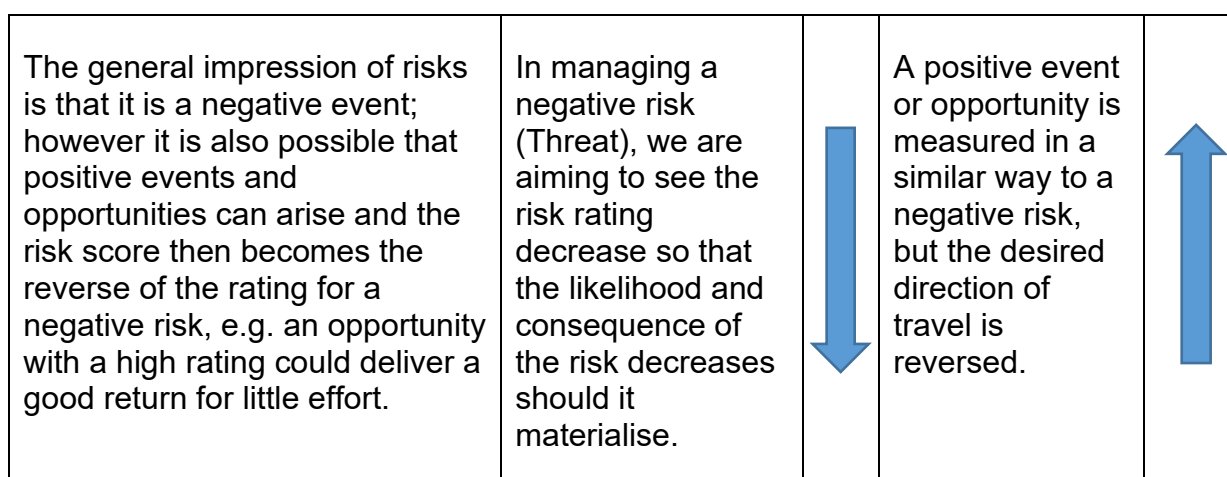 The general impression of risks
is that it is a negative event;
however it is also possible that
positive events and
opportunities can arise and the
risk score then becomes the
reverse of the rating for a
negative risk, e.g. an opportunity
with a high rating could deliver a
good return for little effort.
In managing a
negative risk
(Threat), we are
aiming to see the
risk rating
decrease so that
the likelihood and
consequence of
the risk decreases
should it
materialise.
A positive event
or opportunity is
measured in a
similar way to a
negative risk,
but the desired
direction of
travel is
reversed.